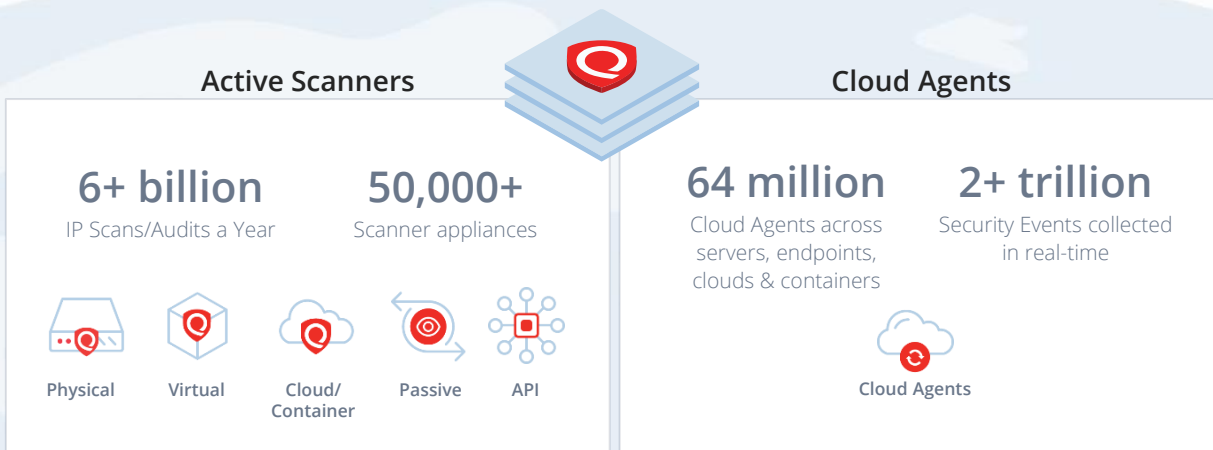 Active Scanners
Cloud Agents
6+ billion
IP Scans/Audits a Year
50,000+
Scanner appliances
Physical
Virtual
Cloud/
Container
Passive
API
64 million
Cloud Agents across
servers, endpoints,
clouds & containers
2+ trillion
Security Events collected
in real-time
Cloud Agents